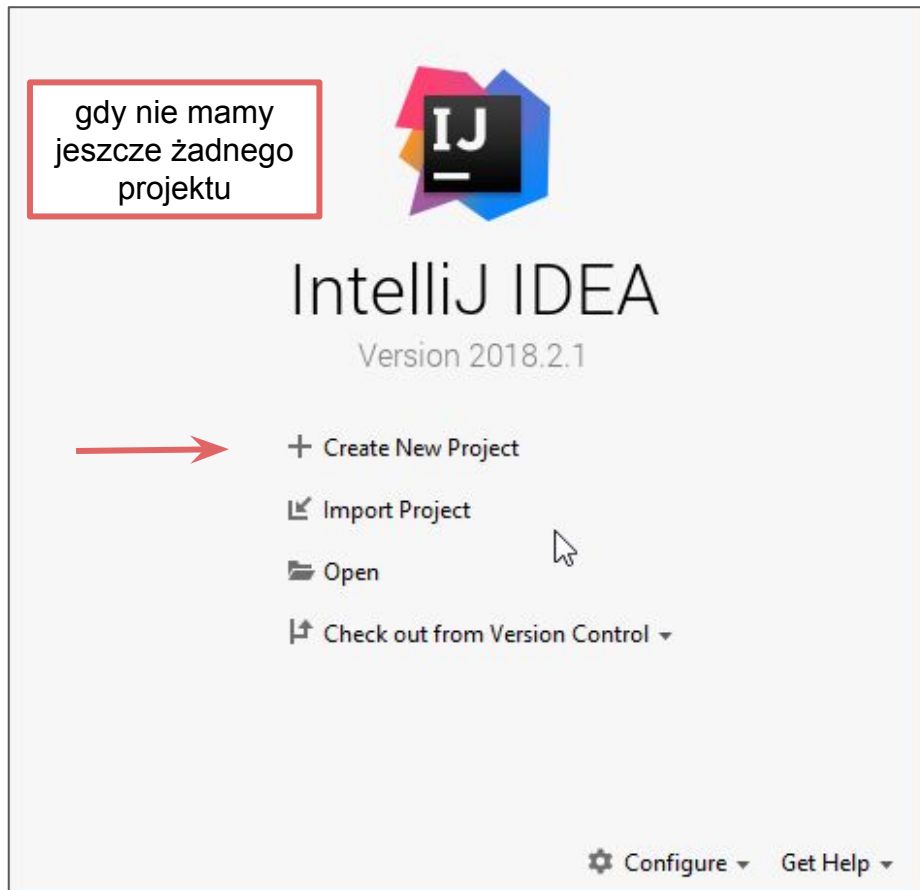 gdy nie mamy
jeszcze żadnego
projektu
IJ
IntelliJ IDEA
Version 2018.2.1
Create New Project
Import Project
Open
Check out from Version Control
Configure Get Help